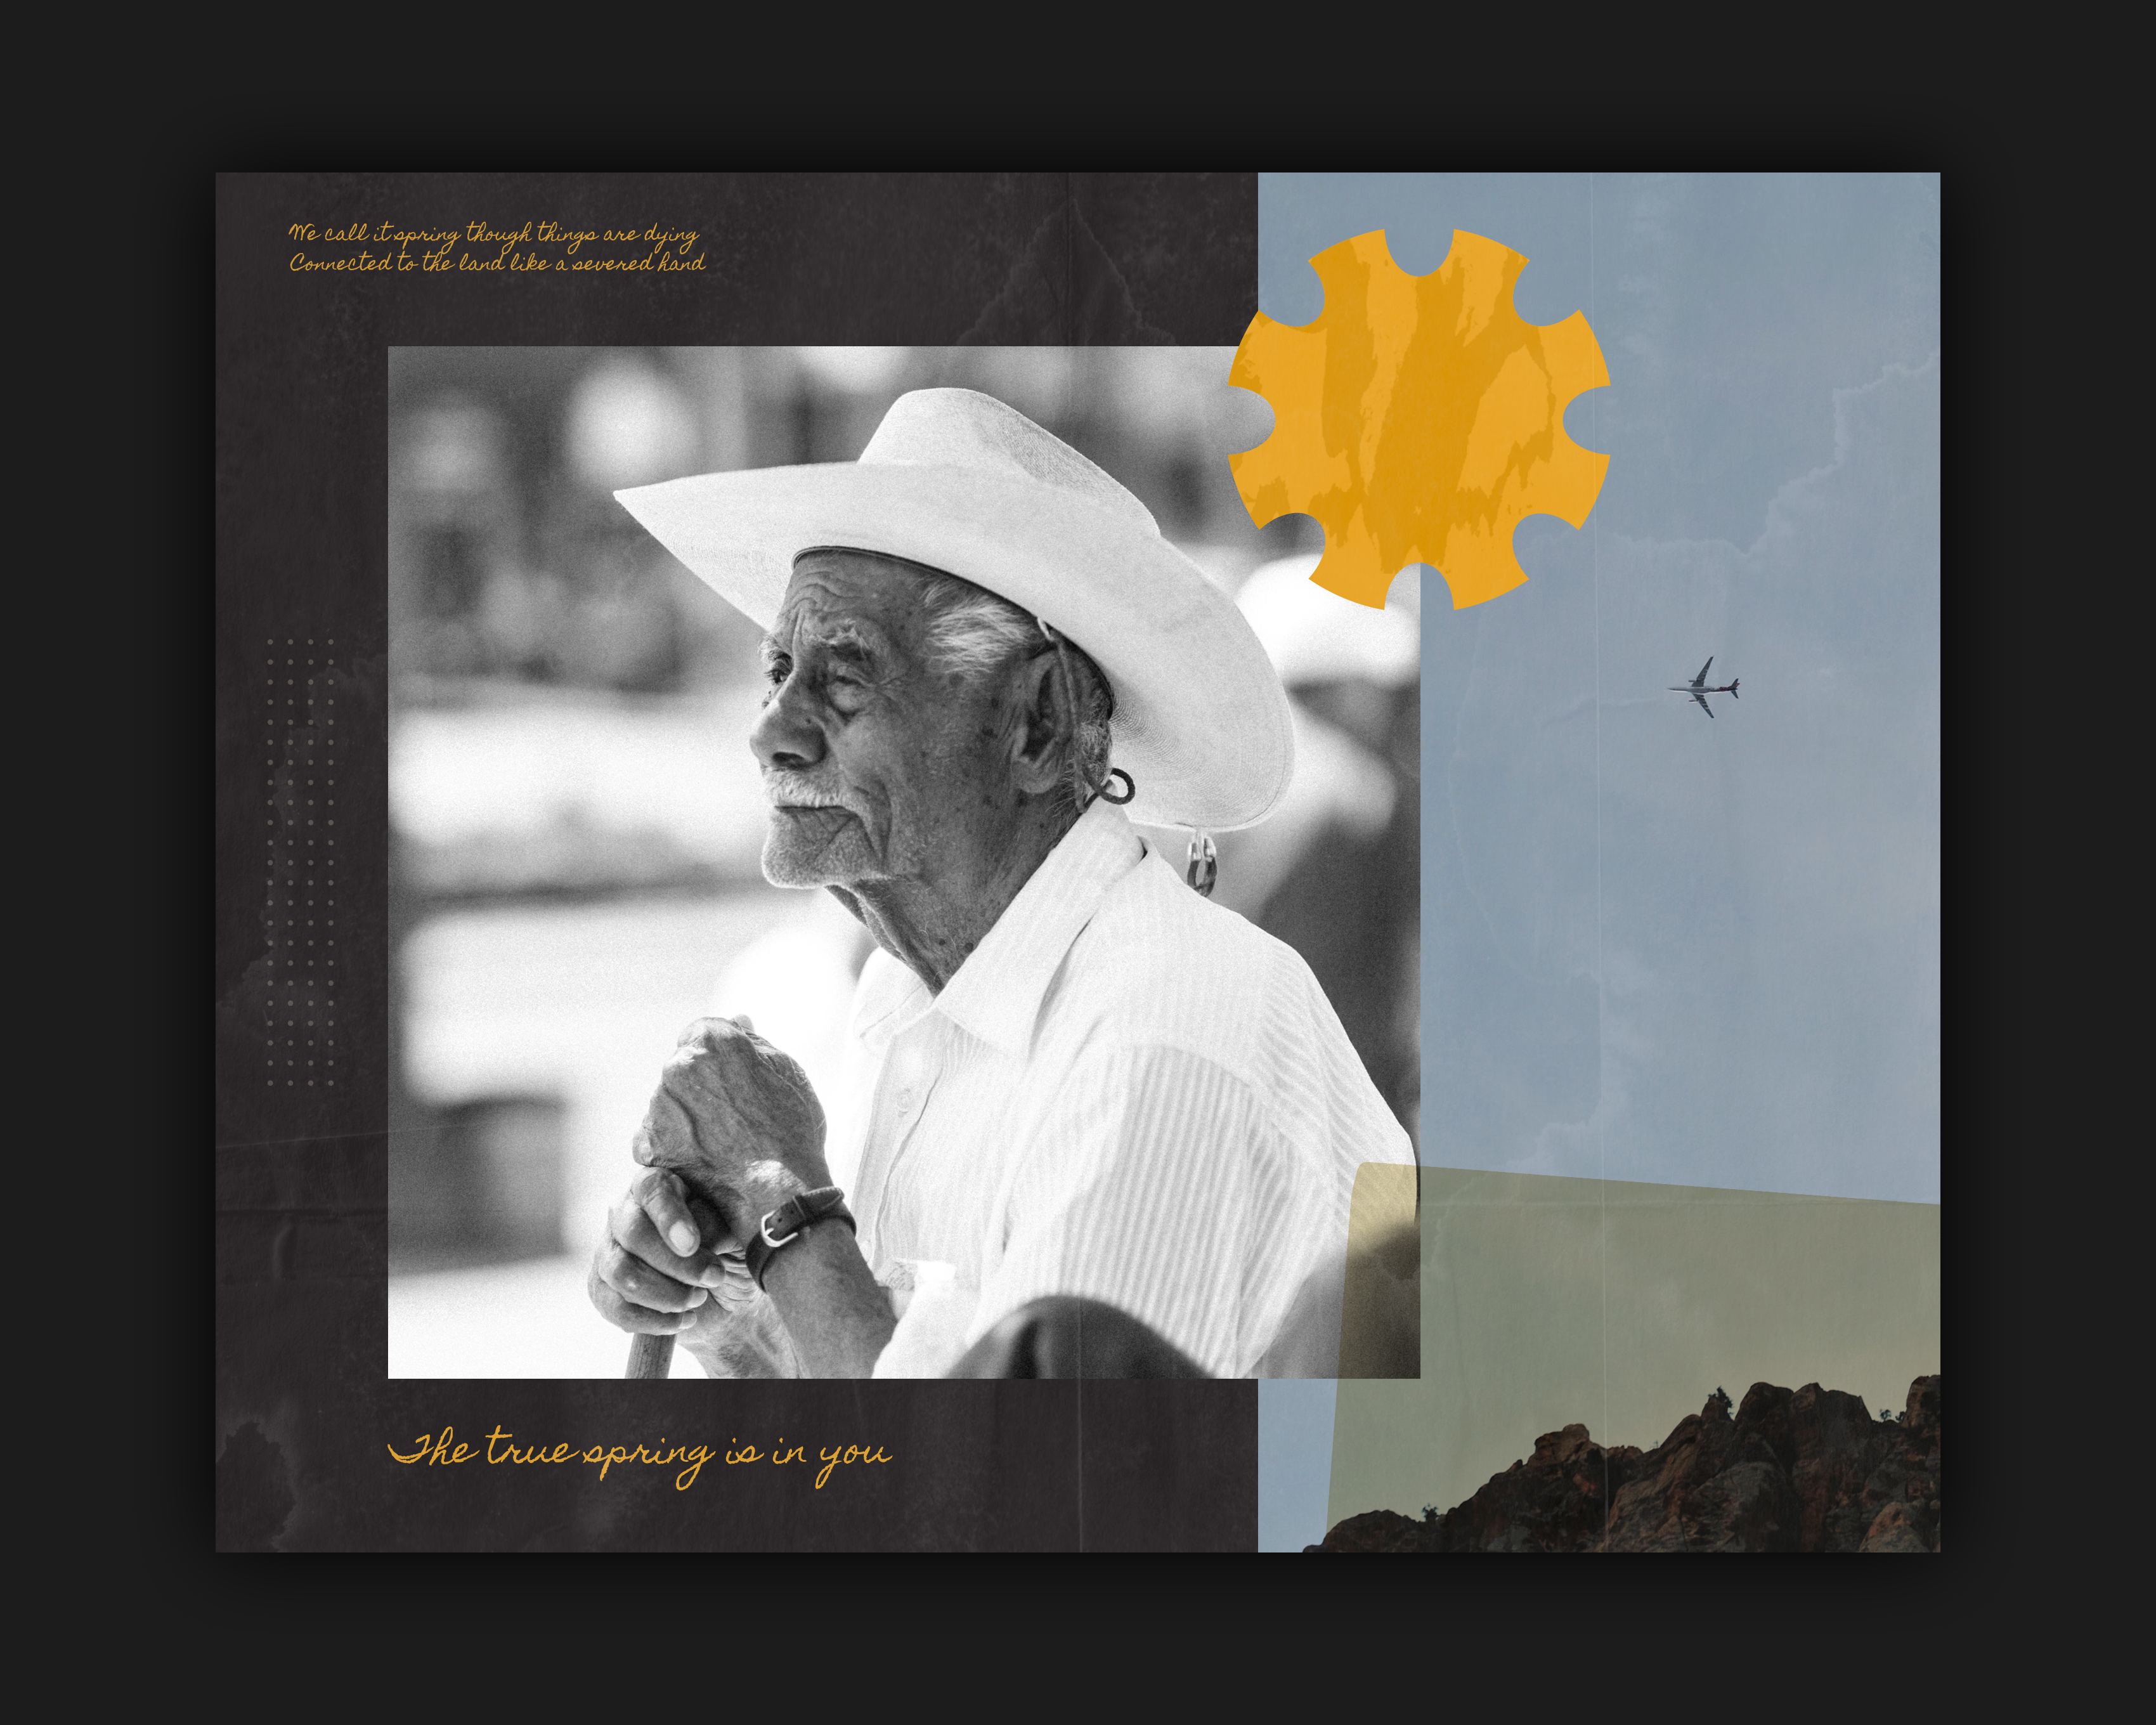 We call it spring though things are dying
Connected to the land like a severed hand
The true spring is in you